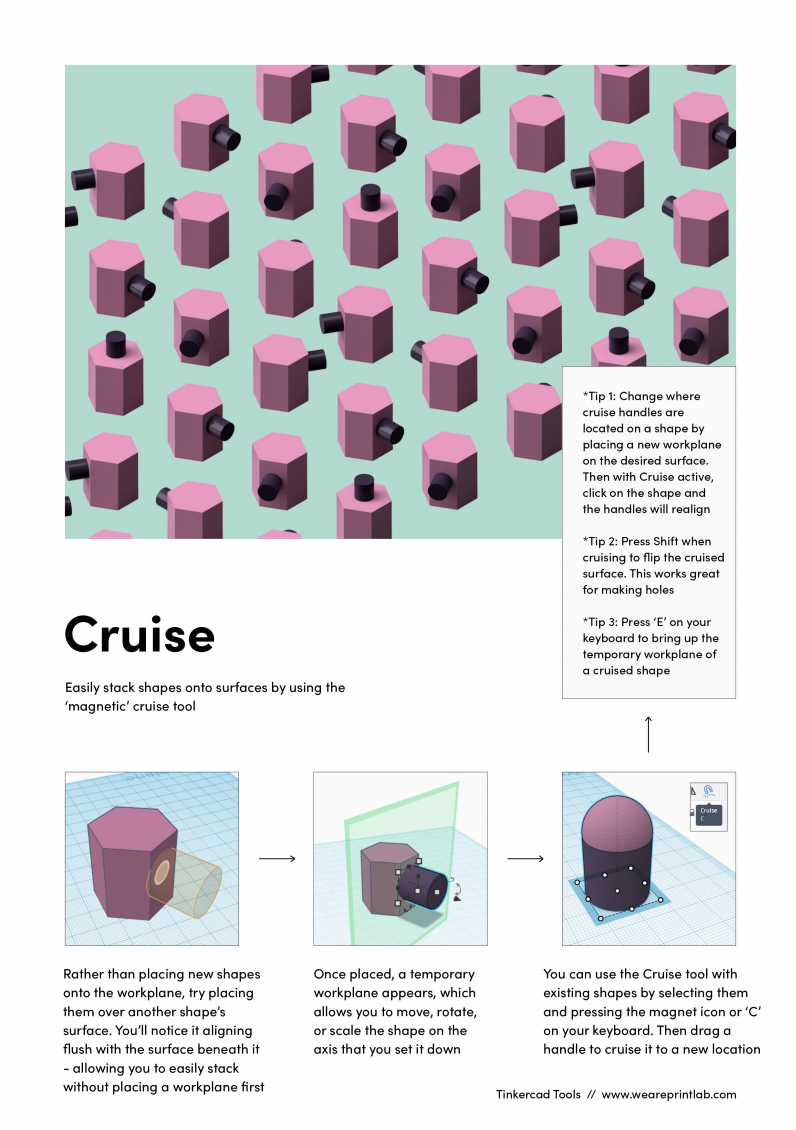 *Tip 1: Change where
cruise handles are
located on a shape by
placing a new workplane
on the desired surface.
Then with Cruise active,
click on the shape and
the handles will realign
*Tip 2: Press Shift when
cruising to flip the cruised
surface. This works great
for making holes
*Tip 3: Press ‘E’ on your
keyboard to bring up the
temporary workplane of
a cruised shape
Cruise
Easily stack shapes onto surfaces by using the
‘magnetic’ cruise tool
Cruise
C
Rather than placing new shapes
onto the workplane, try placing
them over another shape’s
surface. You’ll notice it aligning
flush with the surface beneath it
- allowing you to easily stack
without placing a workplane first
Once placed, a temporary
workplane appears, which
allows you to move, rotate,
or scale the shape on the
axis that you set it down
You can use the Cruise tool with
existing shapes by selecting them
and pressing the magnet icon or ‘C’
on your keyboard. Then drag a
handle to cruise it to a new location
Tinkercad Tools // www.weareprintlab.com